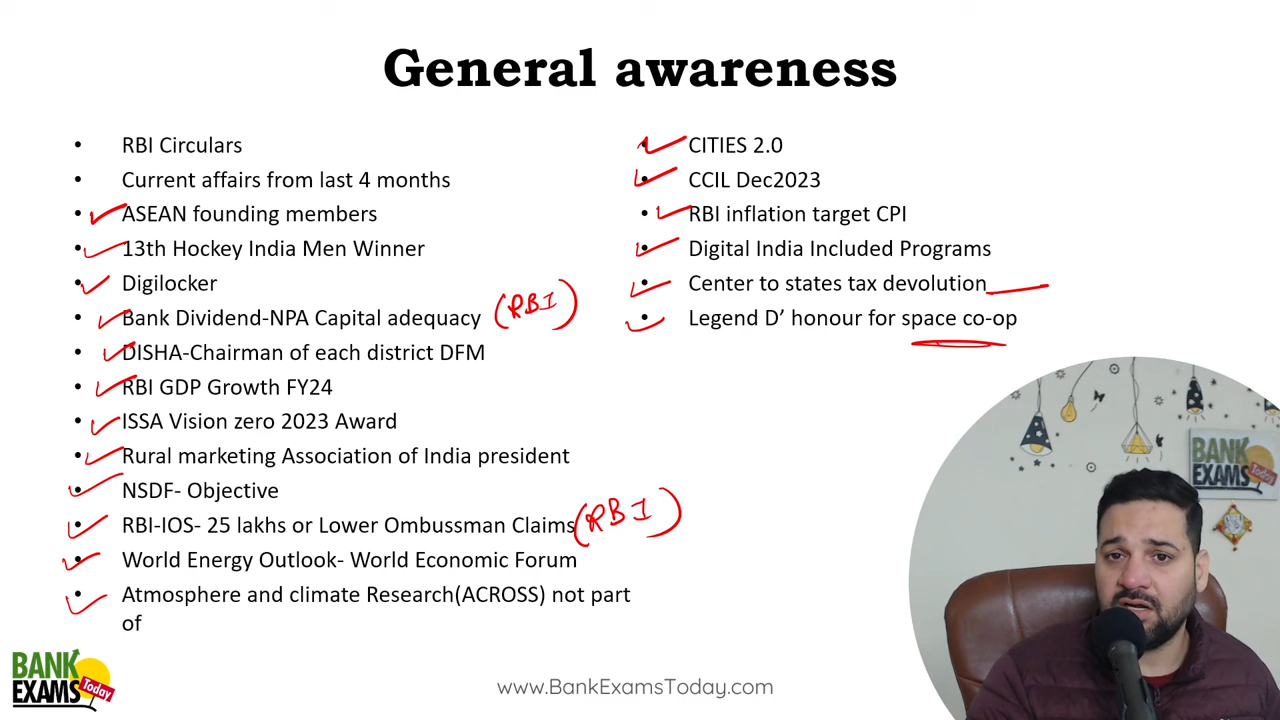 General awareness
• RBI Circulars
• Current affairs from last 4 months
• ASEAN founding members
• 13th Hockey India Men Winner
• Digilocker
• Bank Dividend-NPA Capital adequacy (RBI)
• DISHA-Chairman of each district DFM
• RBI GDP Growth FY24
• ISSA Vision zero 2023 Award
• Rural marketing Association of India president
• NSDF- Objective
• RBI-IOS- 25 lakhs or Lower Ombussman Claims (RBI)
• World Energy Outlook- World Economic Forum
• Atmosphere and climate Research(ACROSS) not part
of
• CITIES 2.0
• CCIL Dec2023
• RBI inflation target CPI
• Digital India Included Programs
• Center to states tax devolution
• Legend D’ honour for space co-op
BANK
EXAMS
Today
BANK
EXAMS
Today
www.BankExamsToday.com